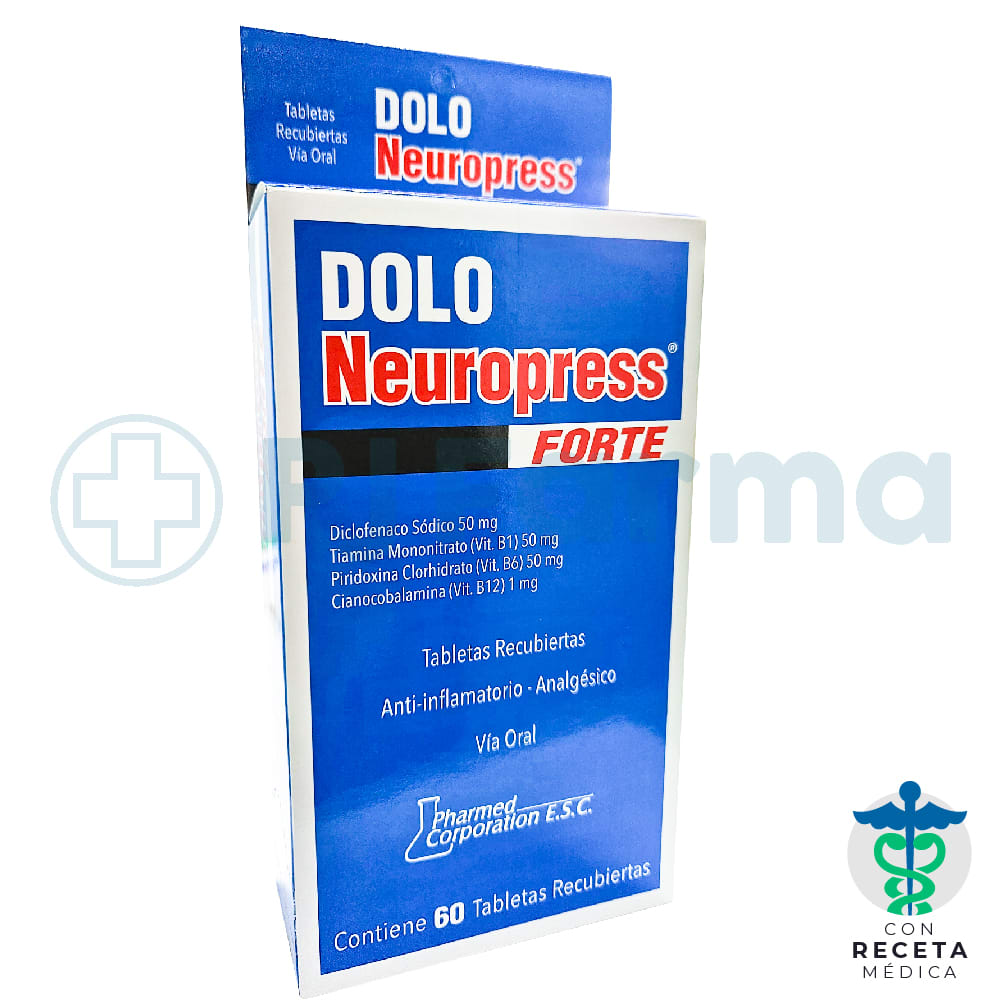 Tabletas
Recubiertas
Vía Oral
DOLO
Neuropress®
DOLO
Neuropress®
FORTE
PiPharma
Diclofenaco Sódico 50 mg
Tiamina Mononitrato (Vit. B1) 50 mg
Piridoxina Clorhidrato (Vit. B6) 50 mg
Cianocobalamina (Vit. B12) 1 mg
Tabletas Recubiertas
Anti-inflamatorio - Analgésico
Vía Oral
Pharmed
Corporation E.S.C.
Contiene 60 Tabletas Recubiertas
CON
RECETA
MÉDICA